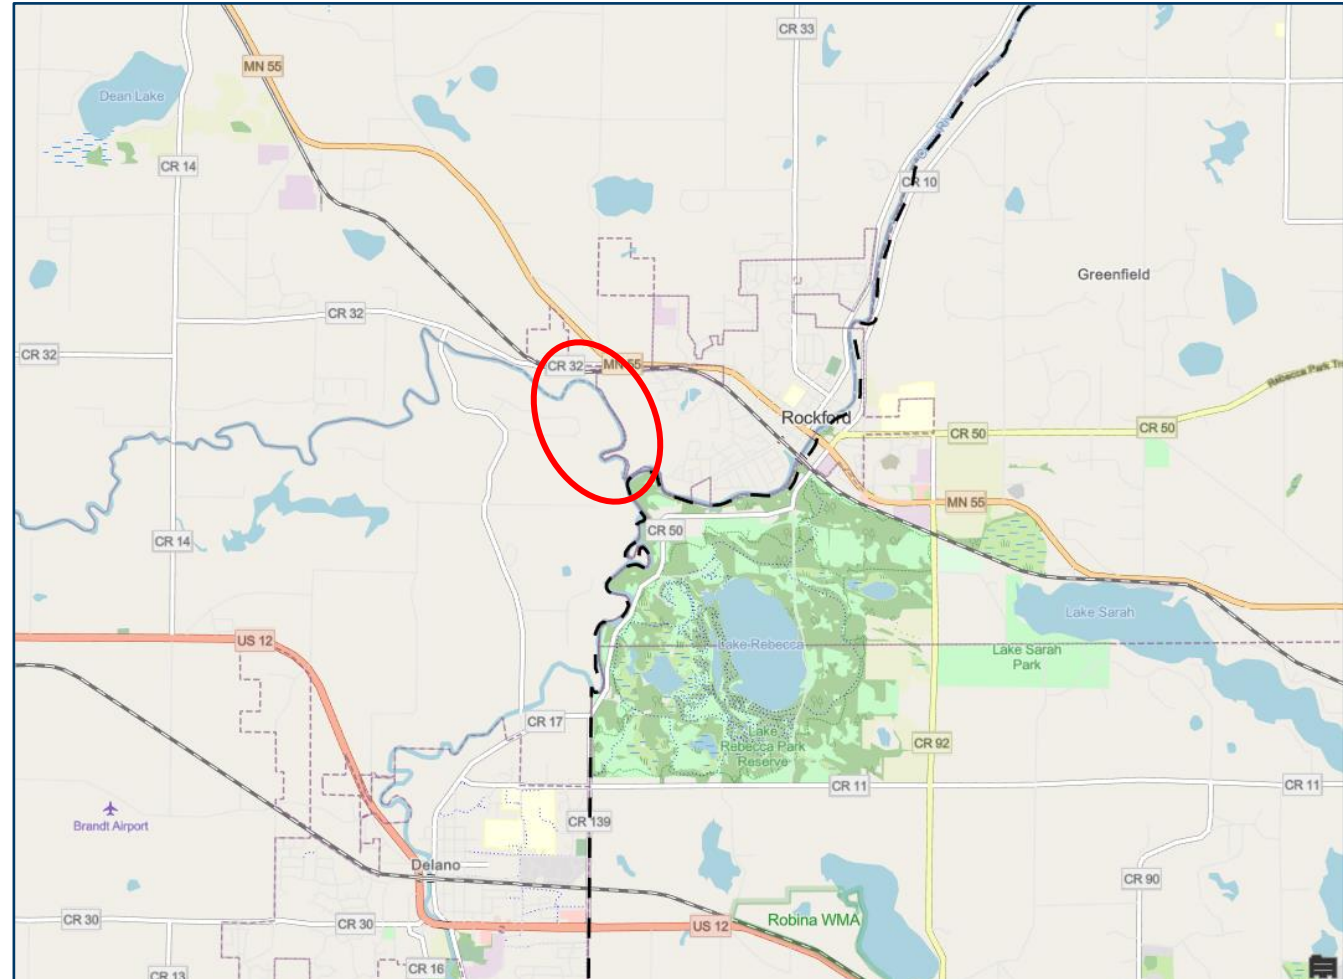 CR 33
MN 55
Dean Lake
CR 14
CR 10
Greenfield
CR 32
CR 32
CR 32
MN 55
Rebecca Park
Rockford
CR 50
CR 50
MN 55
CR 50
CR 14
Lake Sarah
US 12
Lake Rebecca
Lake Sarah
Park
CR 17
Lake
Rebecca Park
Reserve
CR 92
CR 11
CR 11
Brandt Airport
CR 139
Delano
CR 90
CR 30
CR 30
US 12
Robina WMA
CR 16
CR 13